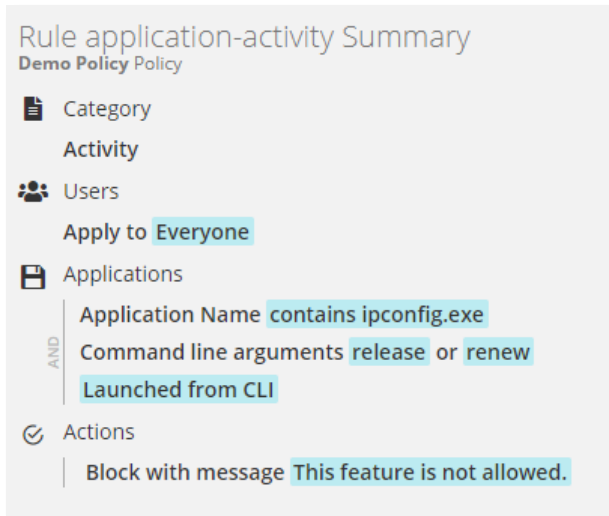 Rule application-activity Summary
Demo Policy Policy
Category
Activity
Users
Apply to Everyone
Applications
Application Name contains ipconfig.exe
AND
Command line arguments release or renew
Launched from CLI
Actions
Block with message This feature is not allowed.